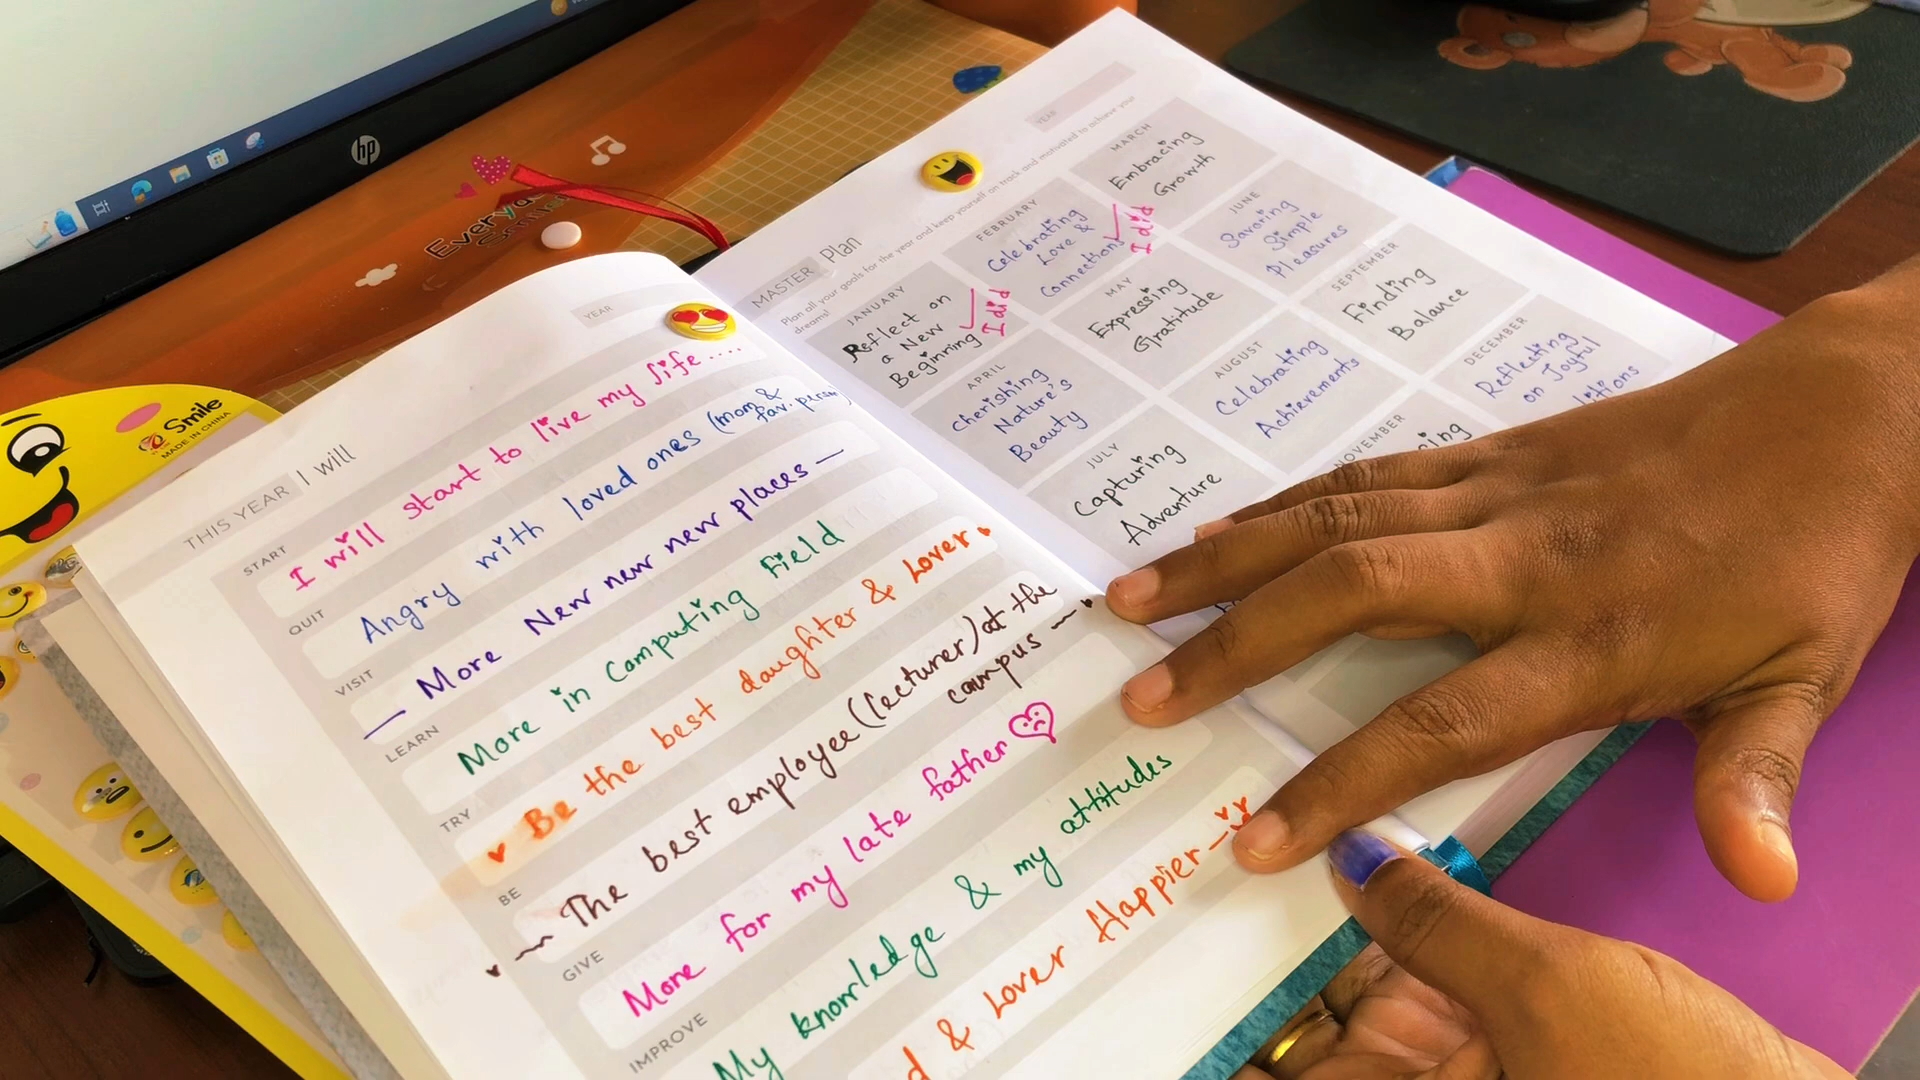 hp
Everyday
Smile
MADE IN CHINA
YEAR
THIS YEAR | I will
START
I will start to live my life ....
QUIT
Angry with loved ones (mom &
fav. person)
VISIT
— More New new new places —
LEARN
More in Computing Field
TRY
Be the best daughter & Lover
BE
The best employee (lecturer) at the
campus
GIVE
More for my late father
IMPROVE
My knowledge & my attitudes
& Lover Happier
YEAR
MASTER Plan
Plan all your goals for the year and keep yourself on track and motivated to achieve your
dreams!
JANUARY
Reflect on
a New
Beginning
I did
FEBRUARY
Celebrating
Love &
Connections
I did
MARCH
Embracing
Growth
APRIL
Cherishing
Nature's
Beauty
MAY
Expressing
Gratitude
JUNE
Savoring
Simple
Pleasures
JULY
Capturing
Adventure
AUGUST
Celebrating
Achievements
SEPTEMBER
Finding
Balance
NOVEMBER
DECEMBER
Reflecting
on Joyful